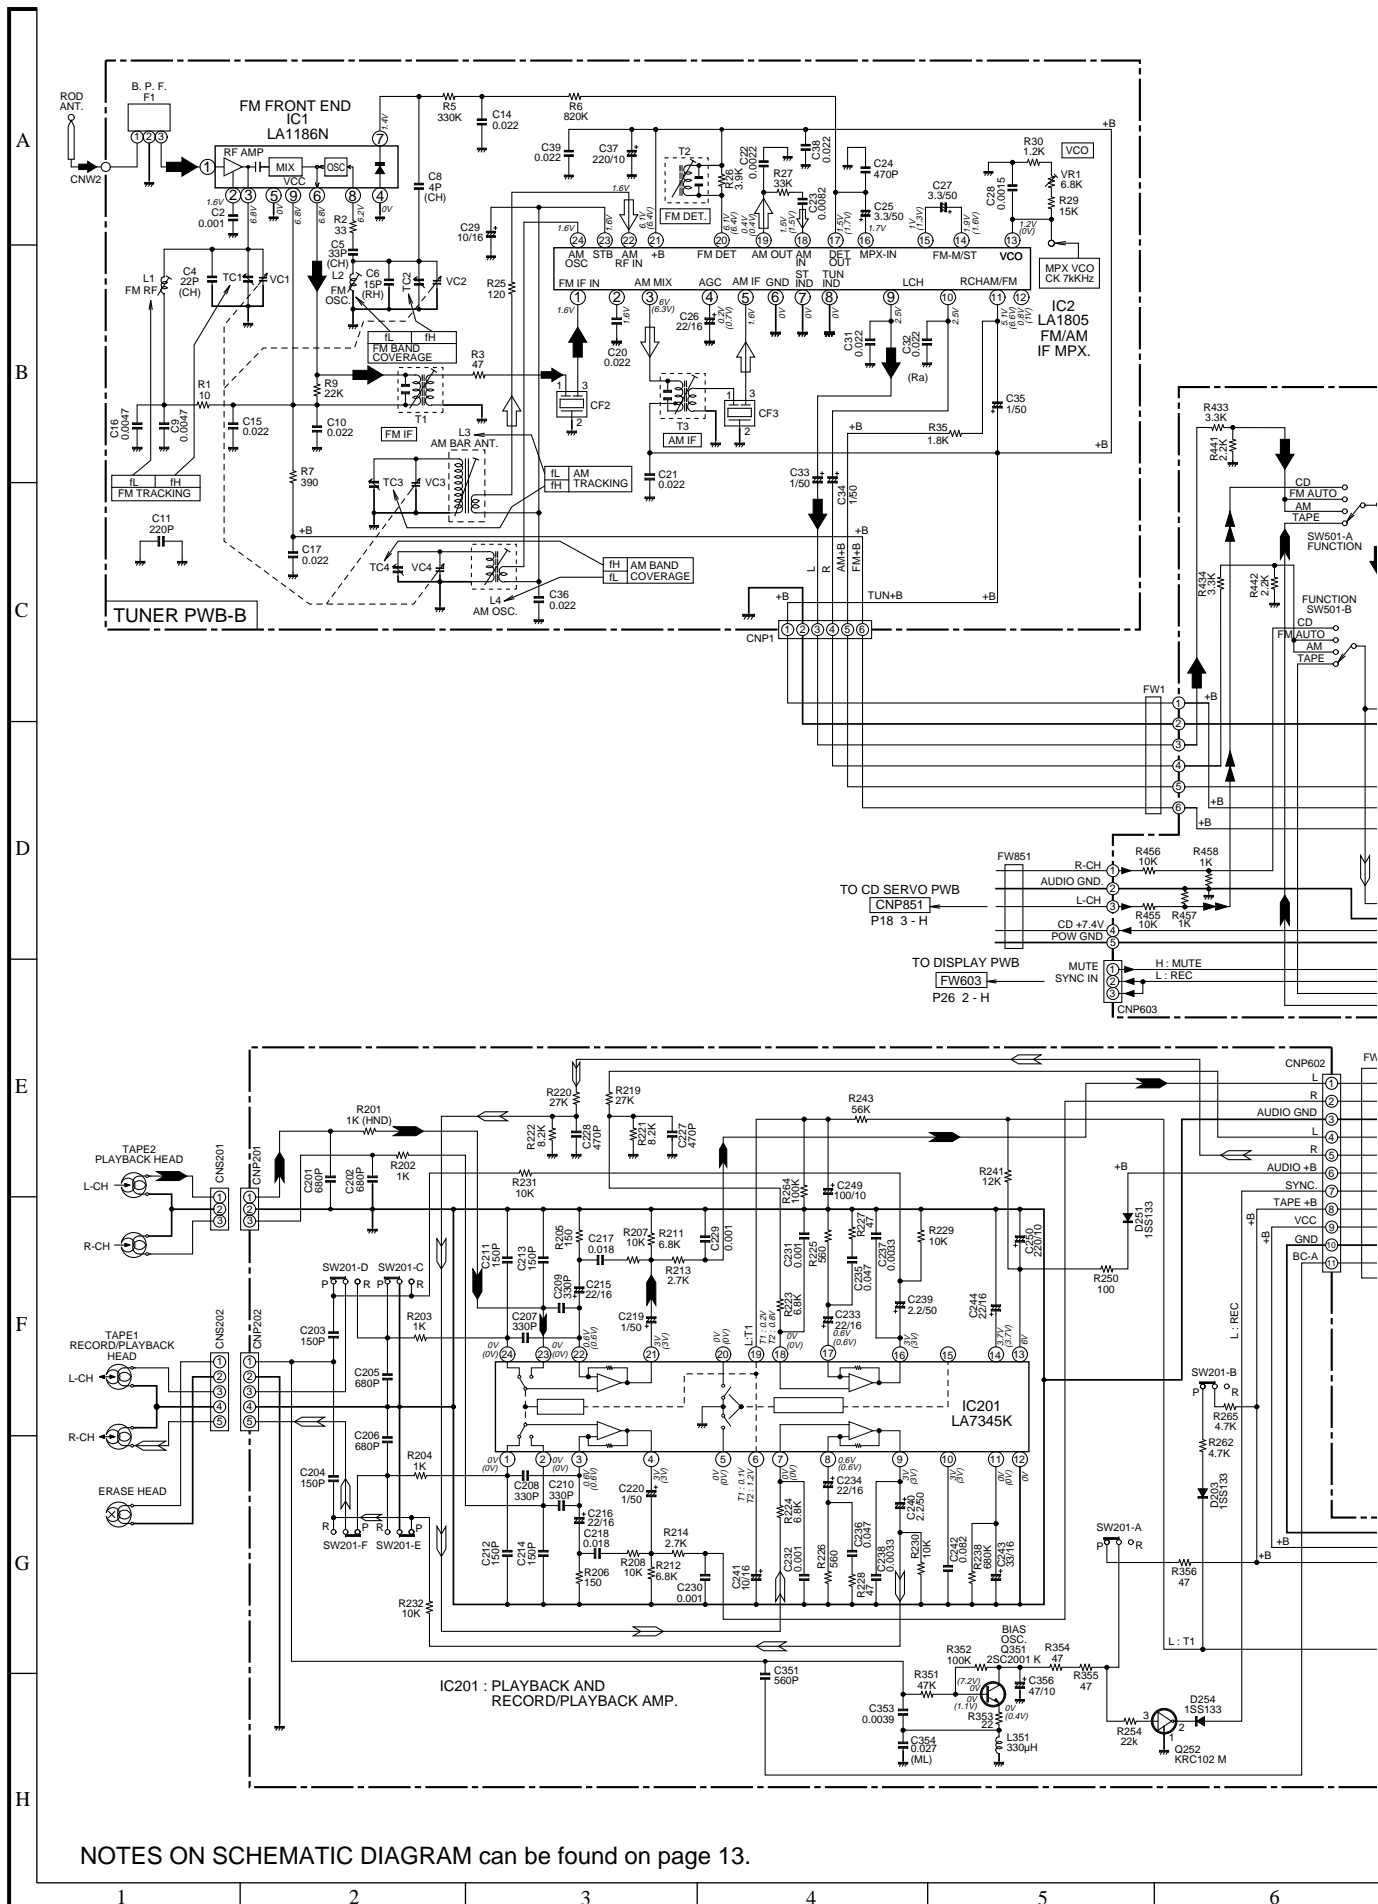 A
B
C
D
E
F
G
H
1
2
3
4
5
6
ROD
ANT.
CNW2
B. P. F.
F1
FM FRONT END
IC1
LA1186N
RF AMP
MIX
OSC
VCC
C2
0.001
R2
33
C5
33P
(CH)
C8
4P
(CH)
R5
330K
C14
0.022
R6
820K
C39
0.022
C37
220/10
T2
FM DET.
R26
3.9K
C22
0.0022
R27
33K
C38
0.022
C23
0.0082
C24
470P
C25
3.3/50
C27
3.3/50
C28
0.0015
R30
1.2K
VCO
VR1
6.8K
R29
15K
MPX VCO
CK 7kKHz
+B
C29
10/16
R25
120
AM
OSC
STB
AM
RF IN
+B
FM DET
AM OUT
AM
IN
DET
OUT
MPX-IN
FM-M/ST
VCO
FM IF IN
AM MIX
AGC
AM IF
GND
ST
IND
TUN
IND
LCH
RCHAM/FM
IC2
LA1805
FM/AM
IF MPX.
L1
FM RF
C4
22P
(CH)
TC1
VC1
L2
FM
OSC.
C6
15P
(RH)
TC2
VC2
fL
fH
FM BAND
COVERAGE
R1
10
R9
22K
T1
FM IF
R3
47
C20
0.022
C26
22/16
CF2
T3
AM IF
CF3
C31
0.022
C32
0.022
(Ra)
C35
1/50
R35
1.8K
C16
0.0047
C9
0.0047
C15
0.022
C10
0.022
fL
fH
FM TRACKING
R7
390
L3
AM BAR ANT.
TC3
VC3
fL
AM
fH
TRACKING
C21
0.022
C33
1/50
C34
1/50
C11
220P
C17
0.022
+B
TC4
VC4
L4
AM OSC.
fH
AM BAND
fL
COVERAGE
C36
0.022
L
R
AM+B
FM+B
TUN+B
+B
+B
CNP1
TUNER PWB-B
R433
3.3K
R441
2.2K
CD
FM AUTO
AM
TAPE
SW501-A
FUNCTION
R434
3.3K
R442
2.2K
FUNCTION
SW501-B
CD
FM AUTO
AM
TAPE
FW1
+B
+B
+B
FW851
R-CH
AUDIO GND.
L-CH
CD +7.4V
POW GND
R456
10K
R458
1K
R455
10K
R457
1K
TO CD SERVO PWB
CNP851
P18 3 - H
TO DISPLAY PWB
FW603
P26 2 - H
MUTE
SYNC IN
H : MUTE
L : REC
CNP603
CNP602
FW
L
R
AUDIO GND
L
R
AUDIO +B
SYNC.
TAPE +B
VCC
GND
BC-A
TAPE2
PLAYBACK HEAD
L-CH
R-CH
CNS201
CNP201
R201
1K (HND)
C201
680P
C202
680P
R202
1K
R220
27K
R219
27K
R222
8.2K
C228
470P
R221
8.2K
C227
470P
R231
10K
R243
56K
R241
12K
+B
D251
1SS133
R264
100K
C249
100/10
C211
150P
C213
150P
R205
150
C217
0.018
R207
10K
R211
6.8K
C229
0.001
R213
2.7K
C209
330P
C215
22/16
C207
330P
C219
1/50
C231
0.001
R225
560
R227
47
C235
0.047
C237
0.0033
R229
10K
R223
6.8K
C233
22/16
C239
2.2/50
C250
220/10
C244
22/16
R250
100
SW201-D
SW201-C
P R
P R
R203
1K
C203
150P
C205
680P
C206
680P
C204
150P
R204
1K
TAPE1
RECORD/PLAYBACK
HEAD
L-CH
R-CH
ERASE HEAD
CNS202
CNP202
R P
R P
SW201-F
SW201-E
IC201
LA7345K
L:T1
C208
330P
C210
330P
C216
22/16
C218
0.018
C220
1/50
R214
2.7K
R208
10K
R212
6.8K
C212
150P
C214
150P
R206
150
C230
0.001
R232
10K
C241
10/16
R224
6.8K
C232
0.001
C234
22/16
R226
560
C236
0.047
R228
47
C238
0.0033
C240
2.2/50
R230
10K
C242
0.082
R238
680K
C243
33/16
SW201-B
P R
R265
4.7K
R262
4.7K
D203
1SS133
L : REC
+B
+B
SW201-A
P R
R356
47
+B
L : T1
BIAS
OSC.
Q351
2SC2001 K
R352
100K
R354
47
R355
47
R351
47K
C356
47/10
R353
22
C351
560P
C353
0.0039
C354
0.027
(ML)
L351
330µH
R254
22k
D254
1SS133
Q252
KRC102 M
IC201 : PLAYBACK AND
RECORD/PLAYBACK AMP.
NOTES ON SCHEMATIC DIAGRAM can be found on page 13.